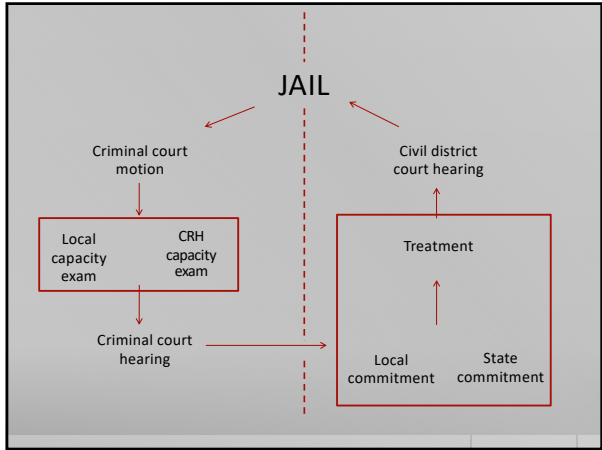 JAIL
Criminal court
motion
Civil district
court hearing
Local
capacity
exam
CRH
capacity
exam
Treatment
Criminal court
hearing
Local
commitment
State
commitment